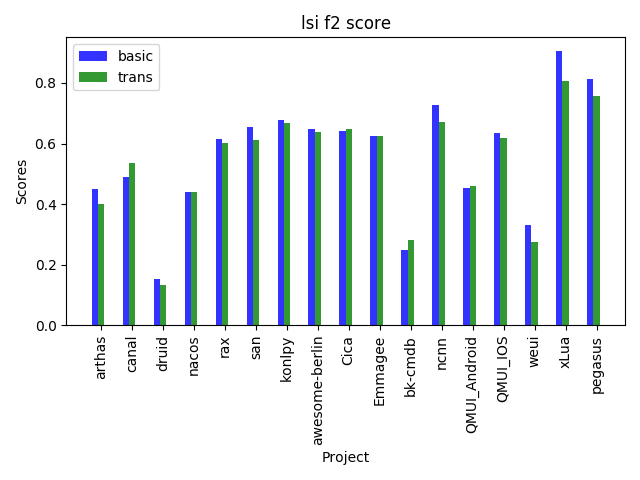 lsi f2 score
basic
trans
Scores
0.8
0.6
0.4
0.2
0.0
arthas
canal
druid
nacos
rax
san
konlpy
awesome-berlin
Cica
Emmagee
bk-cmdb
ncnn
QMUI_Android
QMUI_IOS
weui
xLua
pegasus
Project